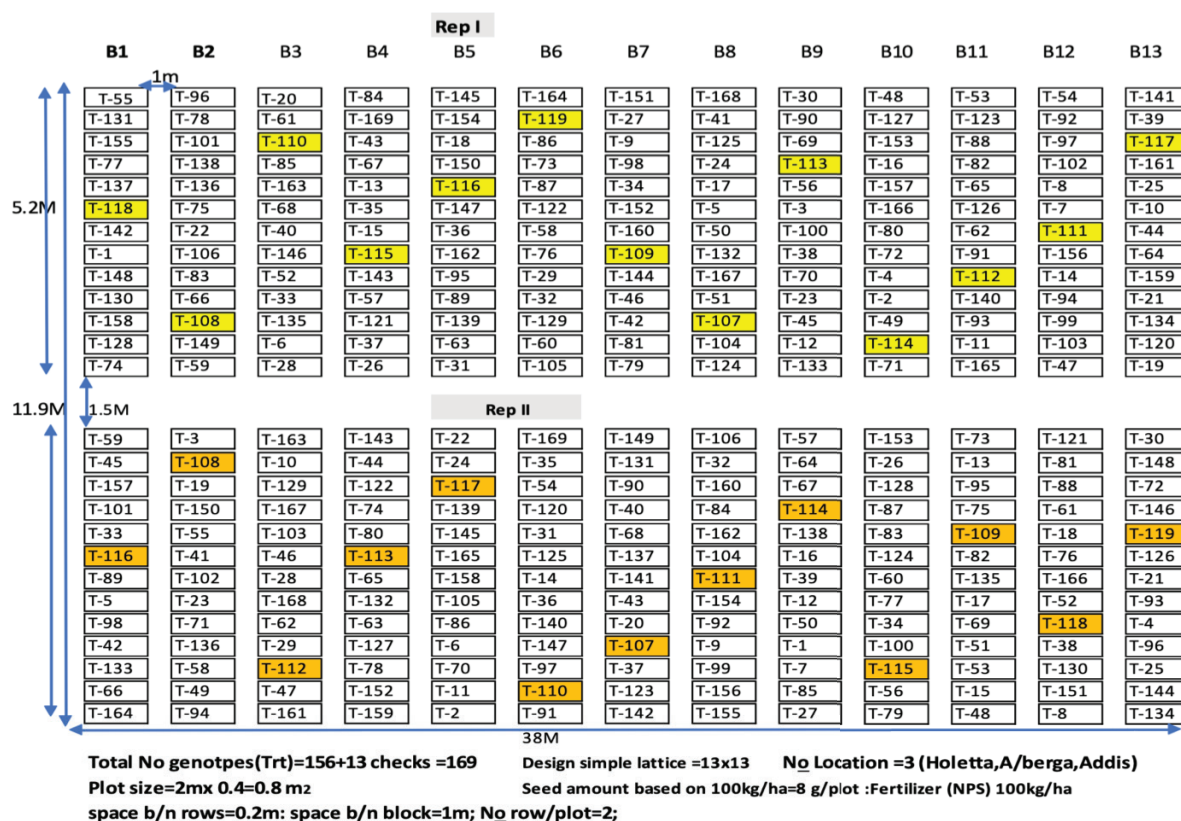 Rep I
B1 B2 B3 B4 B5 B6 B7 B8 B9 B10 B11 B12 B13
1m
T-55 T-96 T-20 T-84 T-145 T-164 T-151 T-168 T-30 T-48 T-53 T-54 T-141
T-131 T-78 T-61 T-169 T-154 T-119 T-27 T-41 T-90 T-127 T-123 T-92 T-39
T-155 T-101 T-110 T-43 T-18 T-86 T-9 T-125 T-69 T-153 T-88 T-97 T-117
T-77 T-138 T-85 T-67 T-150 T-73 T-98 T-24 T-113 T-16 T-82 T-102 T-161
T-137 T-136 T-163 T-13 T-116 T-87 T-34 T-17 T-56 T-157 T-65 T-8 T-25
5.2M T-118 T-75 T-68 T-35 T-147 T-122 T-152 T-5 T-3 T-166 T-126 T-7 T-10
T-142 T-22 T-40 T-15 T-36 T-58 T-160 T-50 T-100 T-80 T-62 T-111 T-44
T-1 T-106 T-146 T-115 T-162 T-76 T-109 T-132 T-38 T-72 T-91 T-156 T-64
T-148 T-83 T-52 T-143 T-95 T-29 T-144 T-167 T-70 T-4 T-112 T-14 T-159
T-130 T-66 T-33 T-57 T-89 T-32 T-46 T-51 T-23 T-2 T-140 T-94 T-21
T-158 T-108 T-135 T-121 T-139 T-129 T-42 T-107 T-45 T-49 T-93 T-99 T-134
T-128 T-149 T-6 T-37 T-63 T-60 T-81 T-104 T-12 T-114 T-11 T-103 T-120
T-74 T-59 T-28 T-26 T-31 T-105 T-79 T-124 T-133 T-71 T-165 T-47 T-19
11.9M 1.5M Rep II
T-59 T-3 T-163 T-143 T-22 T-169 T-149 T-106 T-57 T-153 T-73 T-121 T-30
T-45 T-108 T-10 T-44 T-24 T-35 T-131 T-32 T-64 T-26 T-13 T-81 T-148
T-157 T-19 T-129 T-122 T-117 T-54 T-90 T-160 T-67 T-128 T-95 T-88 T-72
T-101 T-150 T-167 T-74 T-139 T-120 T-40 T-84 T-114 T-87 T-75 T-61 T-146
T-33 T-55 T-103 T-80 T-145 T-31 T-68 T-162 T-138 T-83 T-109 T-18 T-119
T-116 T-41 T-46 T-113 T-165 T-125 T-137 T-104 T-16 T-124 T-82 T-76 T-126
T-89 T-102 T-28 T-65 T-158 T-14 T-141 T-111 T-39 T-60 T-135 T-166 T-21
T-5 T-23 T-168 T-132 T-105 T-36 T-43 T-154 T-12 T-77 T-17 T-52 T-93
T-98 T-71 T-62 T-63 T-86 T-140 T-20 T-92 T-50 T-34 T-69 T-118 T-4
T-42 T-136 T-29 T-127 T-6 T-147 T-107 T-9 T-1 T-100 T-51 T-38 T-96
T-133 T-58 T-112 T-78 T-70 T-97 T-37 T-99 T-7 T-115 T-53 T-130 T-25
T-66 T-49 T-47 T-152 T-11 T-110 T-123 T-156 T-85 T-56 T-15 T-151 T-144
T-164 T-94 T-161 T-159 T-2 T-91 T-142 T-155 T-27 T-79 T-48 T-8 T-134
38M
Total No genotpes(Trt)=156+13 checks =169 Design simple lattice =13x13 No Location =3 (Holetta,A/berga,Addis)
Plot size=2mx 0.4=0.8 m2 Seed amount based on 100kg/ha=8 g/plot :Fertilizer (NPS) 100kg/ha
space b/n rows=0.2m: space b/n block=1m; No row/plot=2;